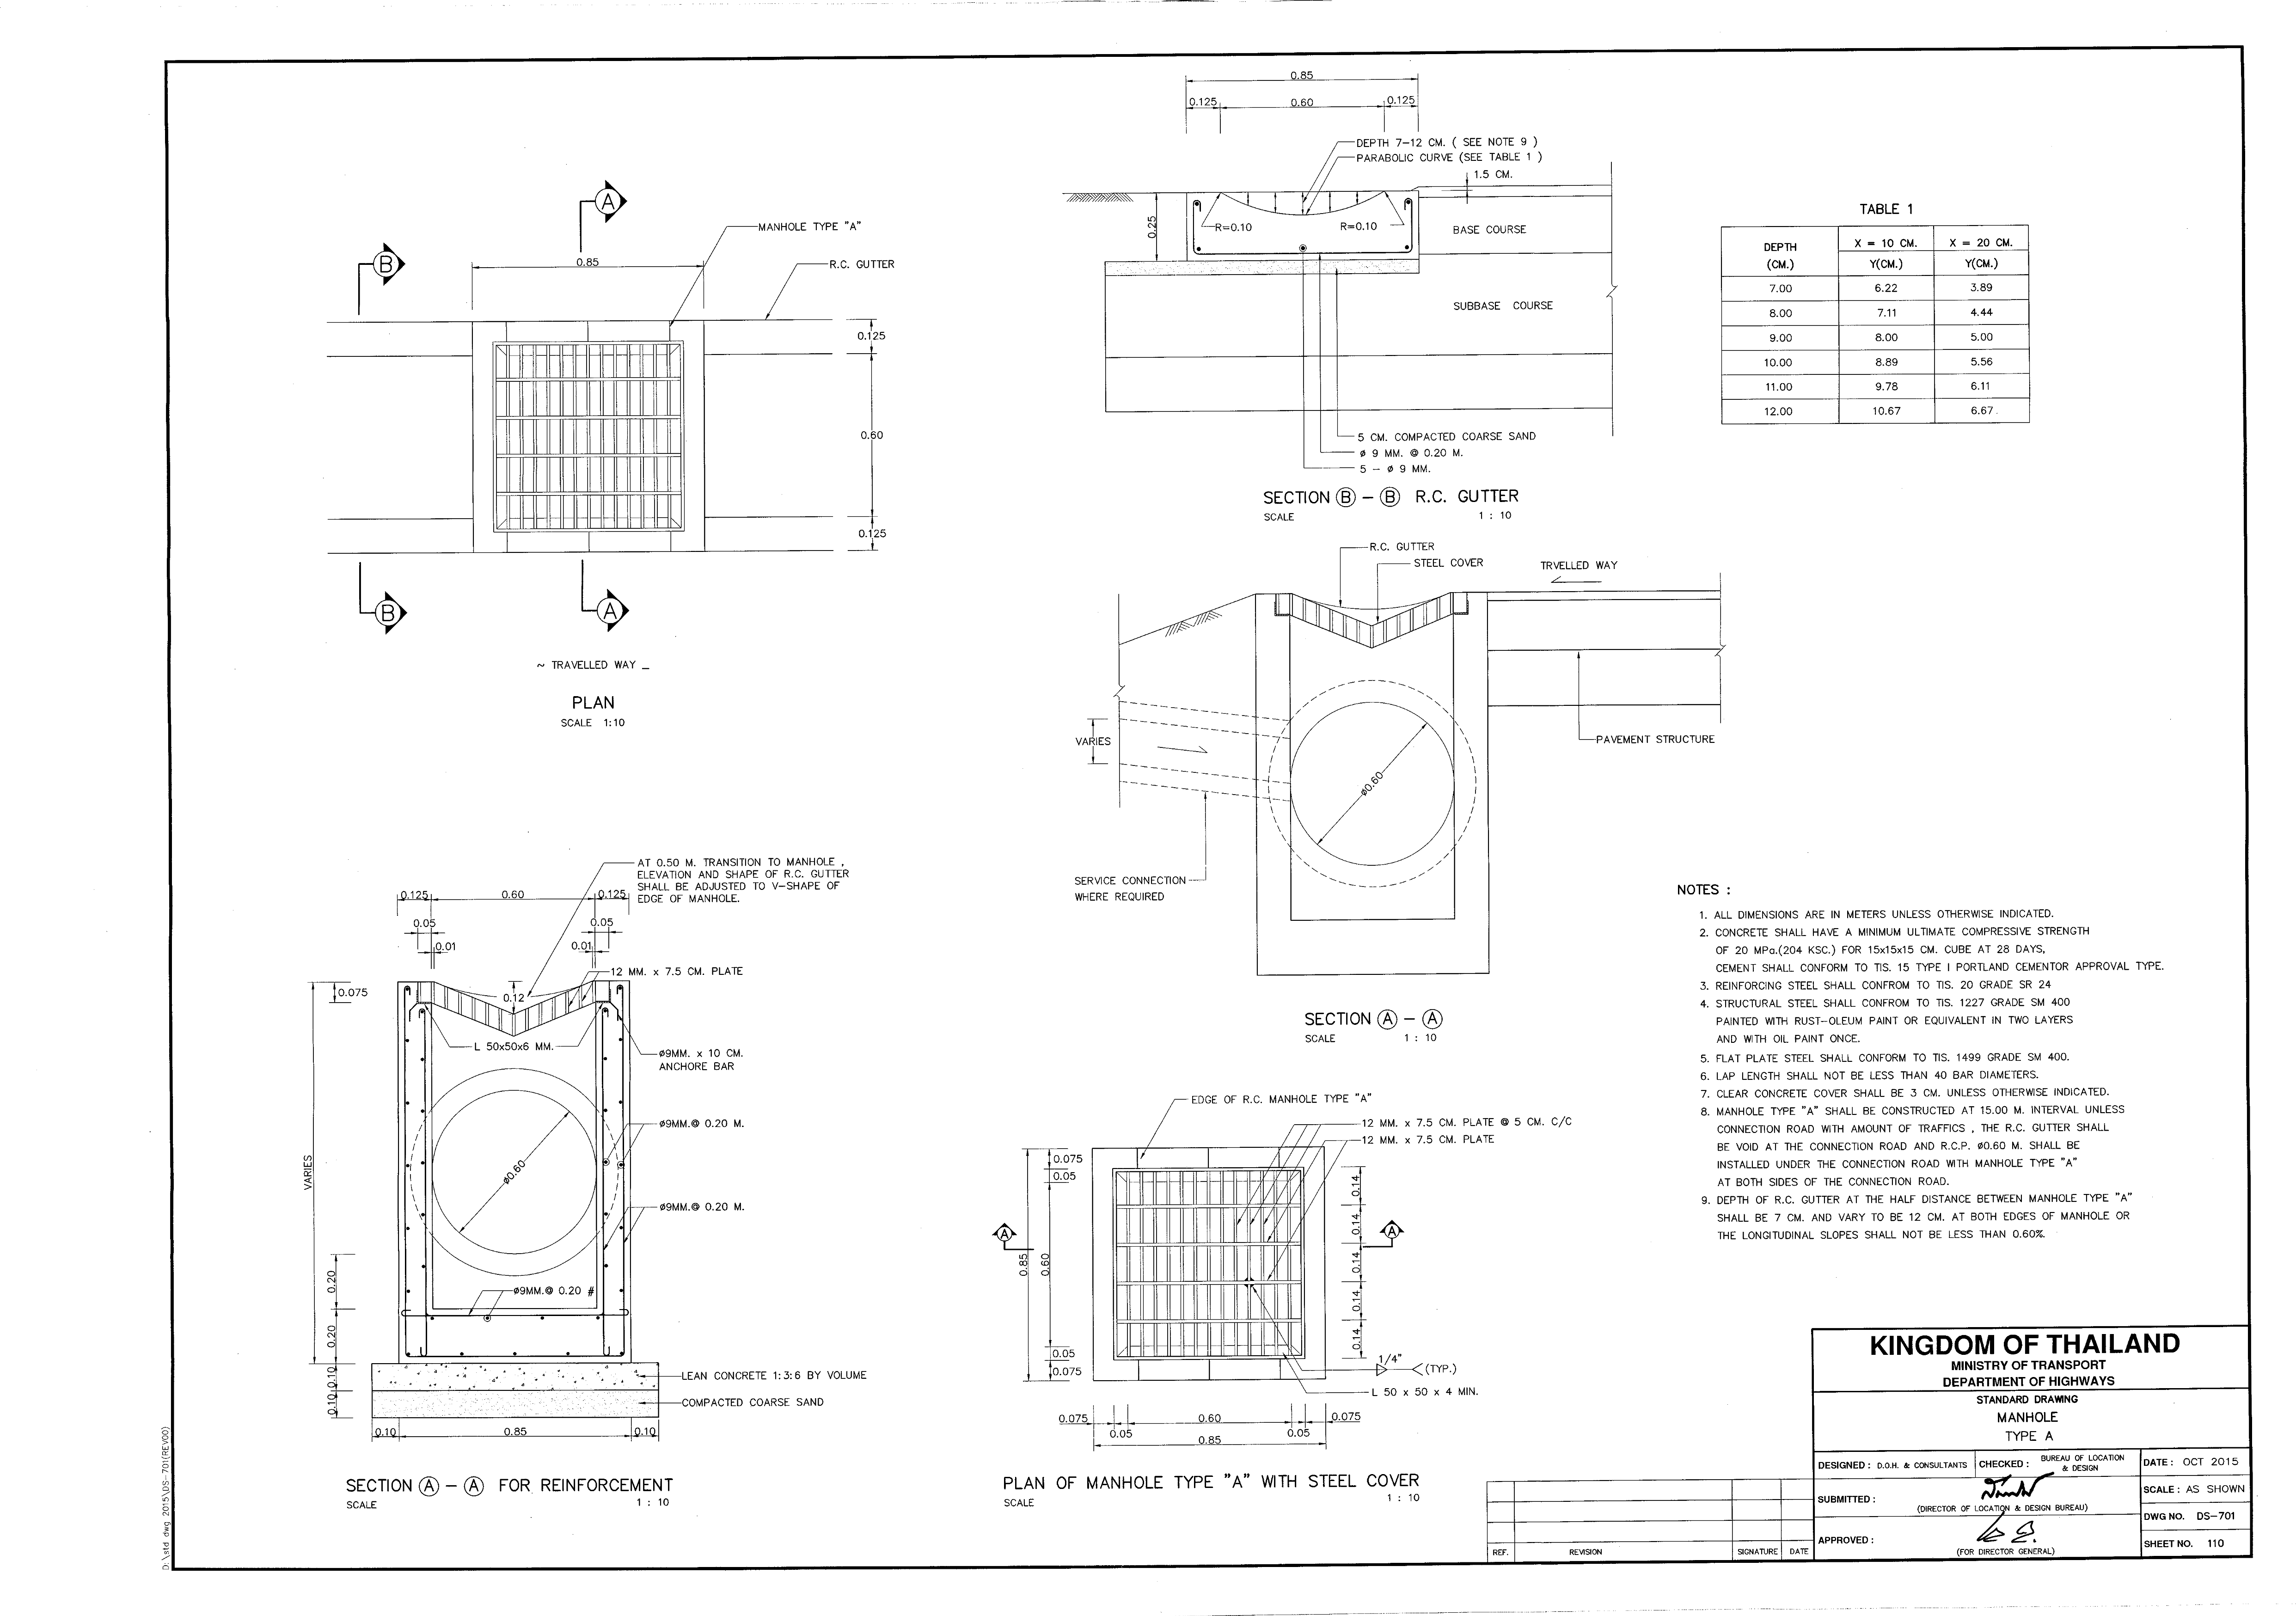 A
B
MANHOLE TYPE "A"
R.C. GUTTER
0.85
0.125
0.60
0.125
B
A
~ TRAVELLED WAY _
PLAN
SCALE 1:10
0.85
0.125
0.60
0.125
DEPTH 7-12 CM. ( SEE NOTE 9 )
PARABOLIC CURVE (SEE TABLE 1 )
1.5 CM.
0.25
R=0.10
R=0.10
BASE COURSE
SUBBASE COURSE
5 CM. COMPACTED COARSE SAND
ø 9 MM. @ 0.20 M.
5 - ø 9 MM.
SECTION B - B R.C. GUTTER
SCALE 1 : 10
TABLE 1
DEPTH (CM.) X = 10 CM. Y(CM.) X = 20 CM. Y(CM.)
7.00 6.22 3.89
8.00 7.11 4.44
9.00 8.00 5.00
10.00 8.89 5.56
11.00 9.78 6.11
12.00 10.67 6.67
R.C. GUTTER
STEEL COVER
TRVELLED WAY
VARIES
ø0.60
PAVEMENT STRUCTURE
SERVICE CONNECTION
WHERE REQUIRED
SECTION A - A
SCALE 1 : 10
AT 0.50 M. TRANSITION TO MANHOLE ,
ELEVATION AND SHAPE OF R.C. GUTTER
SHALL BE ADJUSTED TO V-SHAPE OF
EDGE OF MANHOLE.
0.125
0.60
0.125
0.05
0.05
0.01
0.01
12 MM. x 7.5 CM. PLATE
0.075
0.12
L 50x50x6 MM.
ø9MM. x 10 CM.
ANCHORE BAR
ø9MM.@ 0.20 M.
VARIES
ø0.60
ø9MM.@ 0.20 M.
ø9MM.@ 0.20 #
0.20
0.20
0.10
0.10
LEAN CONCRETE 1:3:6 BY VOLUME
COMPACTED COARSE SAND
0.10
0.85
0.10
SECTION A - A FOR REINFORCEMENT
SCALE 1 : 10
EDGE OF R.C. MANHOLE TYPE "A"
12 MM. x 7.5 CM. PLATE @ 5 CM. C/C
12 MM. x 7.5 CM. PLATE
0.075
0.05
0.85
0.60
0.05
0.075
A
A
0.14
0.14
0.14
0.14
0.14
1/4"
(TYP.)
L 50 x 50 x 4 MIN.
0.075
0.05
0.60
0.05
0.075
0.85
PLAN OF MANHOLE TYPE "A" WITH STEEL COVER
SCALE 1 : 10
NOTES :
1. ALL DIMENSIONS ARE IN METERS UNLESS OTHERWISE INDICATED.
2. CONCRETE SHALL HAVE A MINIMUM ULTIMATE COMPRESSIVE STRENGTH
OF 20 MPa.(204 KSC.) FOR 15x15x15 CM. CUBE AT 28 DAYS,
CEMENT SHALL CONFORM TO TIS. 15 TYPE I PORTLAND CEMENTOR APPROVAL TYPE.
3. REINFORCING STEEL SHALL CONFROM TO TIS. 20 GRADE SR 24
4. STRUCTURAL STEEL SHALL CONFROM TO TIS. 1227 GRADE SM 400
PAINTED WITH RUST-OLEUM PAINT OR EQUIVALENT IN TWO LAYERS
AND WITH OIL PAINT ONCE.
5. FLAT PLATE STEEL SHALL CONFORM TO TIS. 1499 GRADE SM 400.
6. LAP LENGTH SHALL NOT BE LESS THAN 40 BAR DIAMETERS.
7. CLEAR CONCRETE COVER SHALL BE 3 CM. UNLESS OTHERWISE INDICATED.
8. MANHOLE TYPE "A" SHALL BE CONSTRUCTED AT 15.00 M. INTERVAL UNLESS
CONNECTION ROAD WITH AMOUNT OF TRAFFICS , THE R.C. GUTTER SHALL
BE VOID AT THE CONNECTION ROAD AND R.C.P. ø0.60 M. SHALL BE
INSTALLED UNDER THE CONNECTION ROAD WITH MANHOLE TYPE "A"
AT BOTH SIDES OF THE CONNECTION ROAD.
9. DEPTH OF R.C. GUTTER AT THE HALF DISTANCE BETWEEN MANHOLE TYPE "A"
SHALL BE 7 CM. AND VARY TO BE 12 CM. AT BOTH EDGES OF MANHOLE OR
THE LONGITUDINAL SLOPES SHALL NOT BE LESS THAN 0.60%.
KINGDOM OF THAILAND
MINISTRY OF TRANSPORT
DEPARTMENT OF HIGHWAYS
STANDARD DRAWING
MANHOLE
TYPE A
DESIGNED : D.O.H. & CONSULTANTS
CHECKED : BUREAU OF LOCATION & DESIGN
DATE : OCT 2015
SUBMITTED :
(DIRECTOR OF LOCATION & DESIGN BUREAU)
SCALE : AS SHOWN
DWG NO. DS-701
APPROVED :
(FOR DIRECTOR GENERAL)
SHEET NO. 110
REF. REVISION SIGNATURE DATE
D:\std dwg 2015\DS-701(REV00)